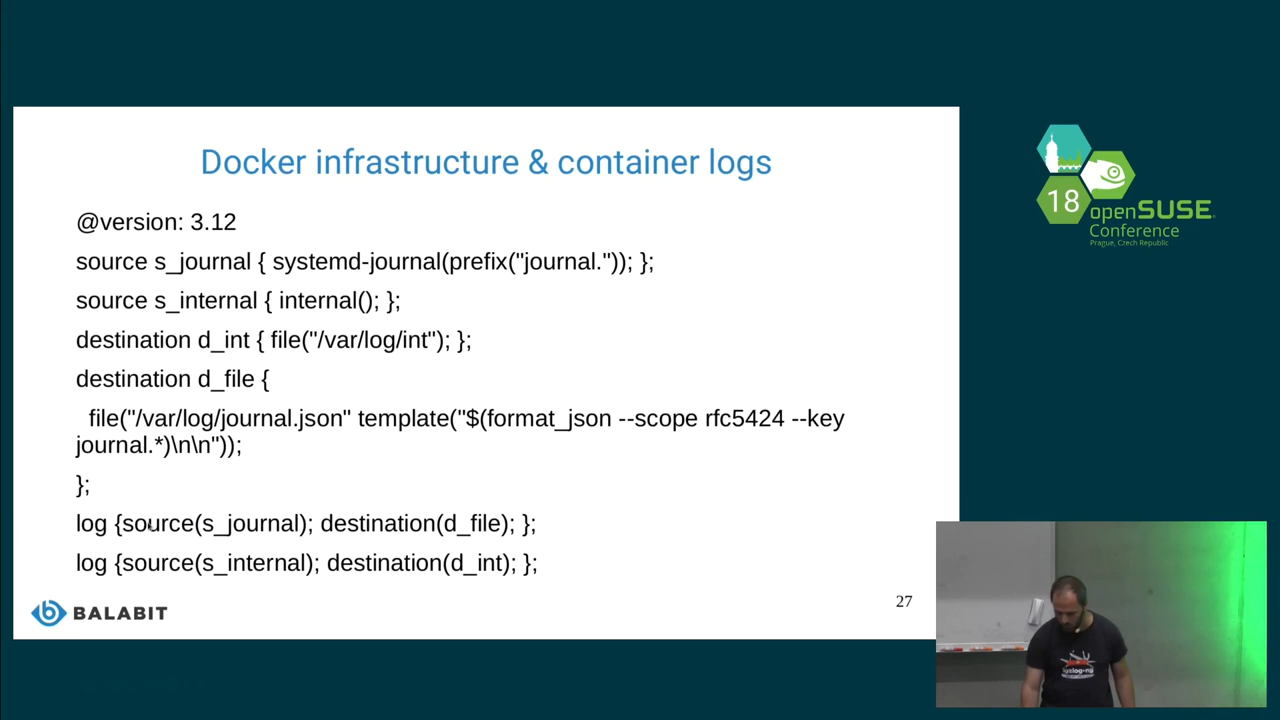 Docker infrastructure & container logs
@version: 3.12
source s_journal { systemd-journal(prefix("journal.")); };
source s_internal { internal(); };
destination d_int { file("/var/log/int"); };
destination d_file {
file("/var/log/journal.json" template("$(format_json --scope rfc5424 --key
journal.*)\n\n"));
};
log {source(s_journal); destination(d_file); };
log {source(s_internal); destination(d_int); };
BALABIT
27
18
openSUSE
Conference
Prague, Czech Republic
syslog-ng